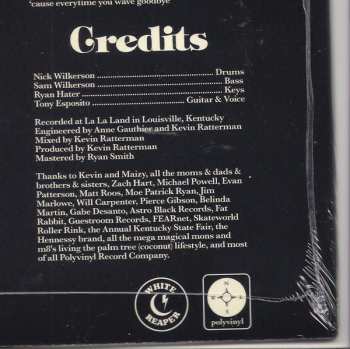 'cause everytime you wave goodbye
Credits
Nick Wilkerson ........................................ Drums
Sam Wilkerson ........................................ Bass
Ryan Hater ........................................ Keys
Tony Esposito ........................................ Guitar & Voice
Recorded at La La Land in Louisville, Kentucky
Engineered by Anne Gauthier and Kevin Ratterman
Mixed by Kevin Ratterman
Produced by Kevin Ratterman
Mastered by Ryan Smith
Thanks to Kevin and Maizy, all the moms & dads &
brothers & sisters, Zach Hart, Michael Powell, Evan
Patterson, Matt Roos, Moe Patrick Ryan, Jim
Marlowe, Will Carpenter, Pierce Gibson, Belinda
Martin, Gabe Desanto, Astro Black Records, Far
Rabbit, Guestroom Records, FEARnet, Skateworld
Roller Rink, the Annual Kentucky State Fair, the
Hennessy brand, all the mega magical mons and
m8's living the palm tree (coconut) lifestyle, and most
of all Polyvinyl Record Company.
WHITE
REAPER
N
W E
S
polyvinyl